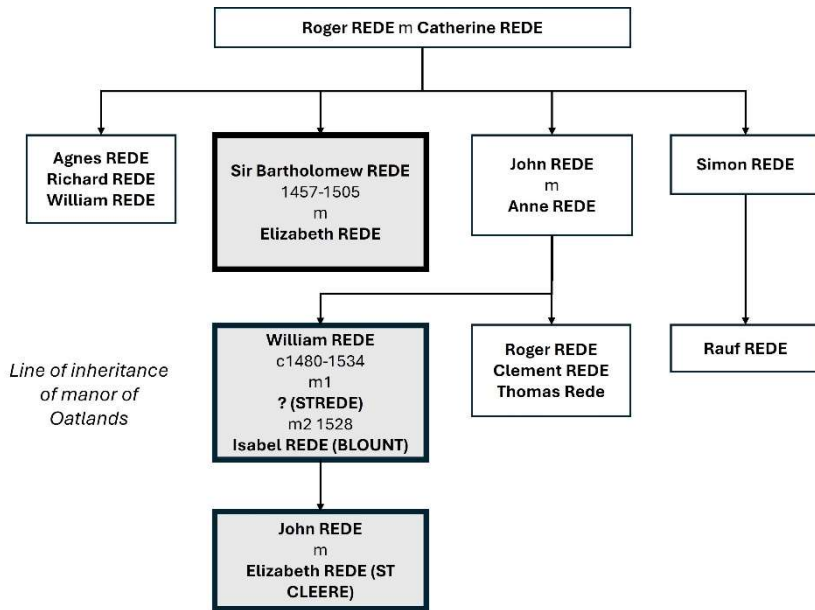 Roger REDE m Catherine REDE
Agnes REDE
Richard REDE
William REDE
Sir Bartholomew REDE
1457-1505
m
Elizabeth REDE
John REDE
m
Anne REDE
Simon REDE
Line of inheritance
of manor of
Oatlands
William REDE
c1480-1534
m1
? (STREDE)
m2 1528
Isabel REDE (BLOUNT)
Roger REDE
Clement REDE
Thomas Rede
Rauf REDE
John REDE
m
Elizabeth REDE (ST
CLEERE)